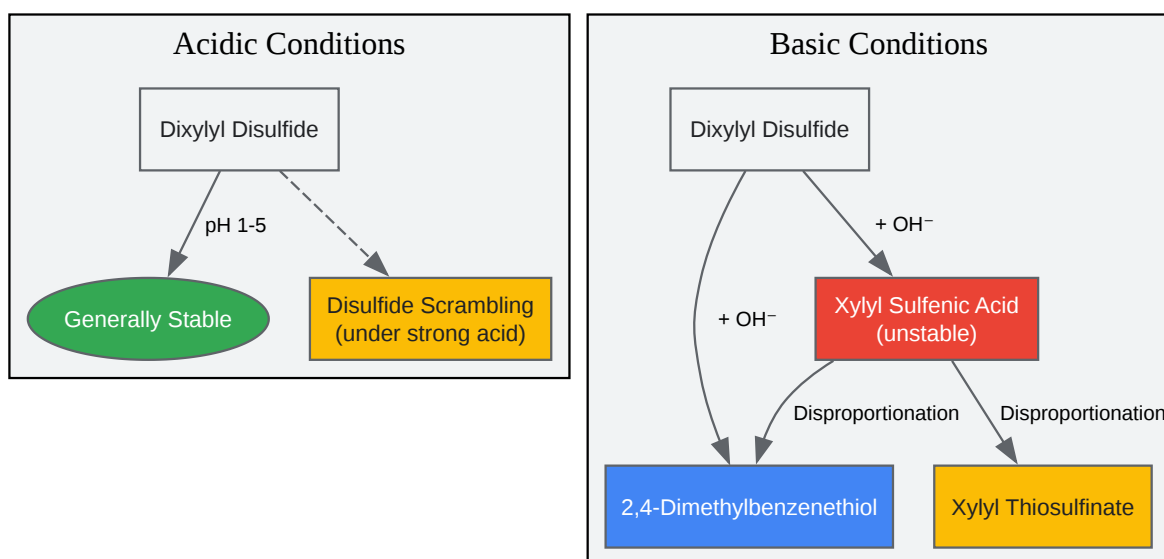 Acidic Conditions
Dixylyl Disulfide
pH 1-5
Generally Stable
Disulfide Scrambling
(under strong acid)
Basic Conditions
Dixylyl Disulfide
+ OH⁻
+ OH⁻
Xylyl Sulfenic Acid
(unstable)
Disproportionation
Disproportionation
2,4-Dimethylbenzenethiol
Xylyl Thiosulfinate